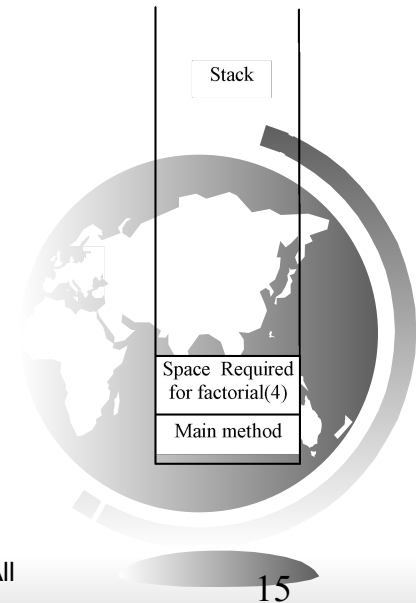 Stack
Space Required
for factorial(4)
Main method
All
15